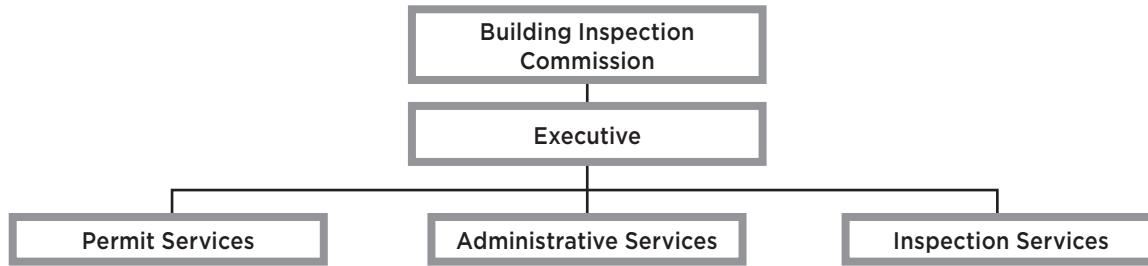 Building Inspection
Commission
Executive
Permit Services
Administrative Services
Inspection Services